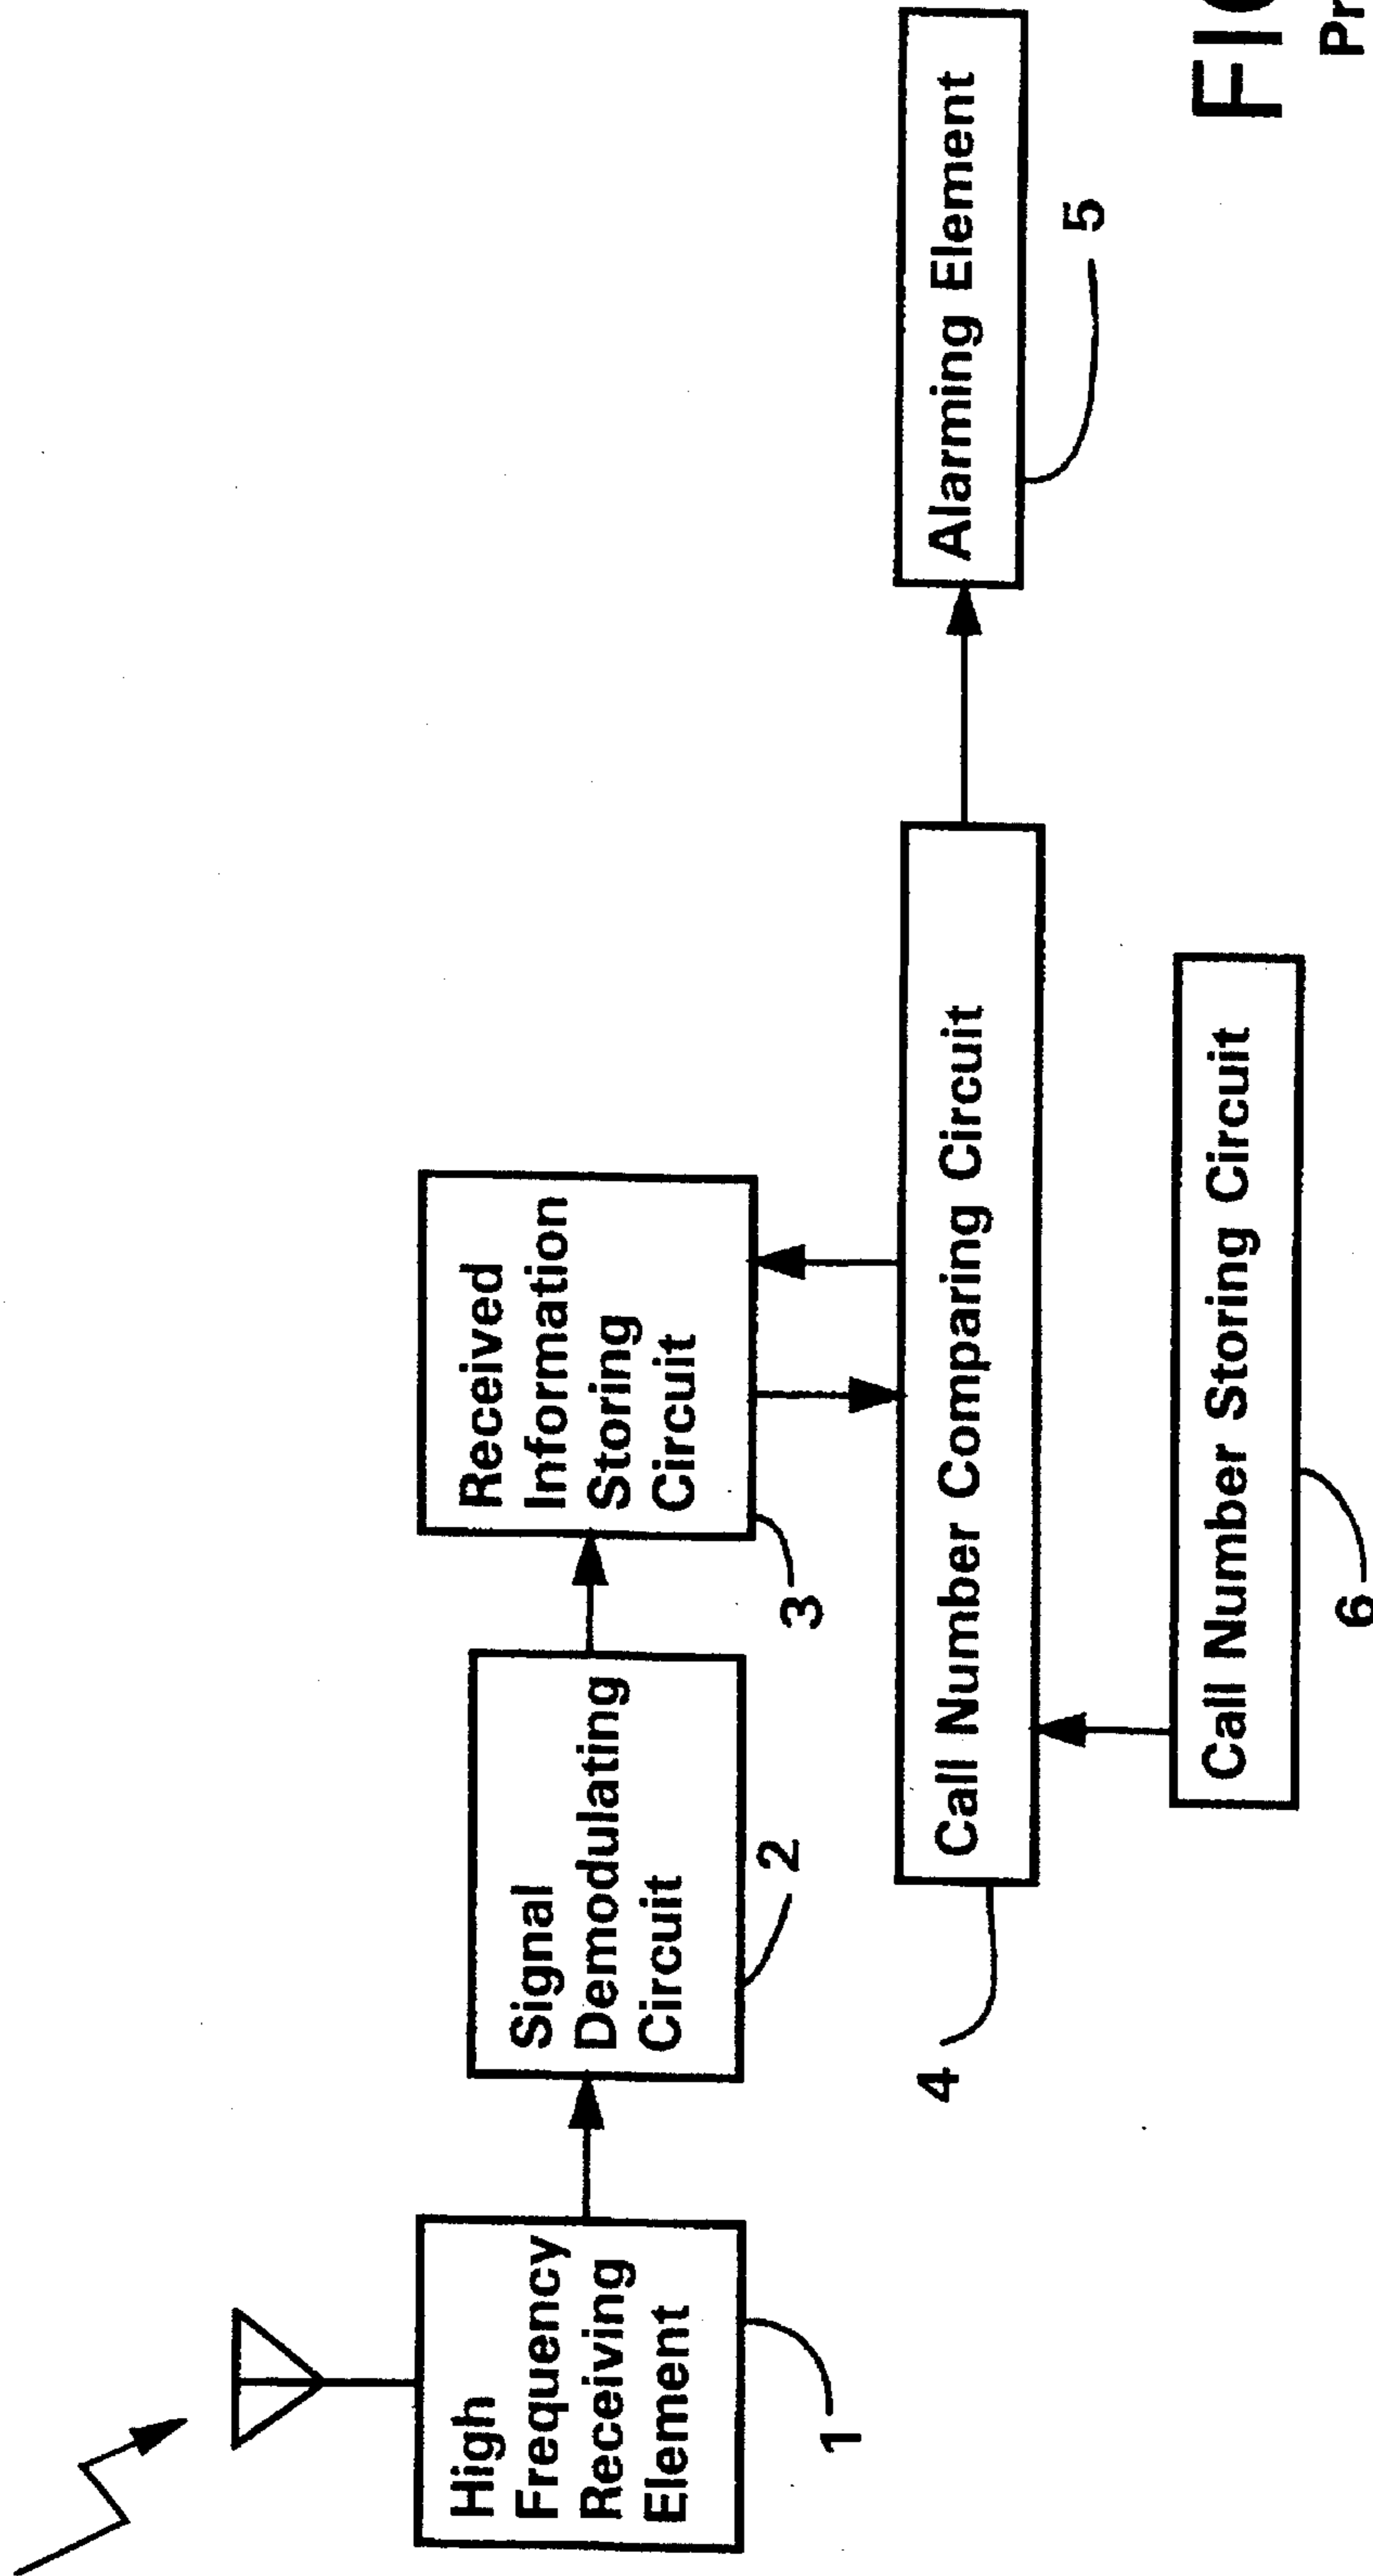 High
Frequency
Receiving
Element
1
Signal
Demodulating
Circuit
2
Received
Information
Storing
Circuit
3
Call Number Comparing Circuit
4
Alarming Element
5
Call Number Storing Circuit
6